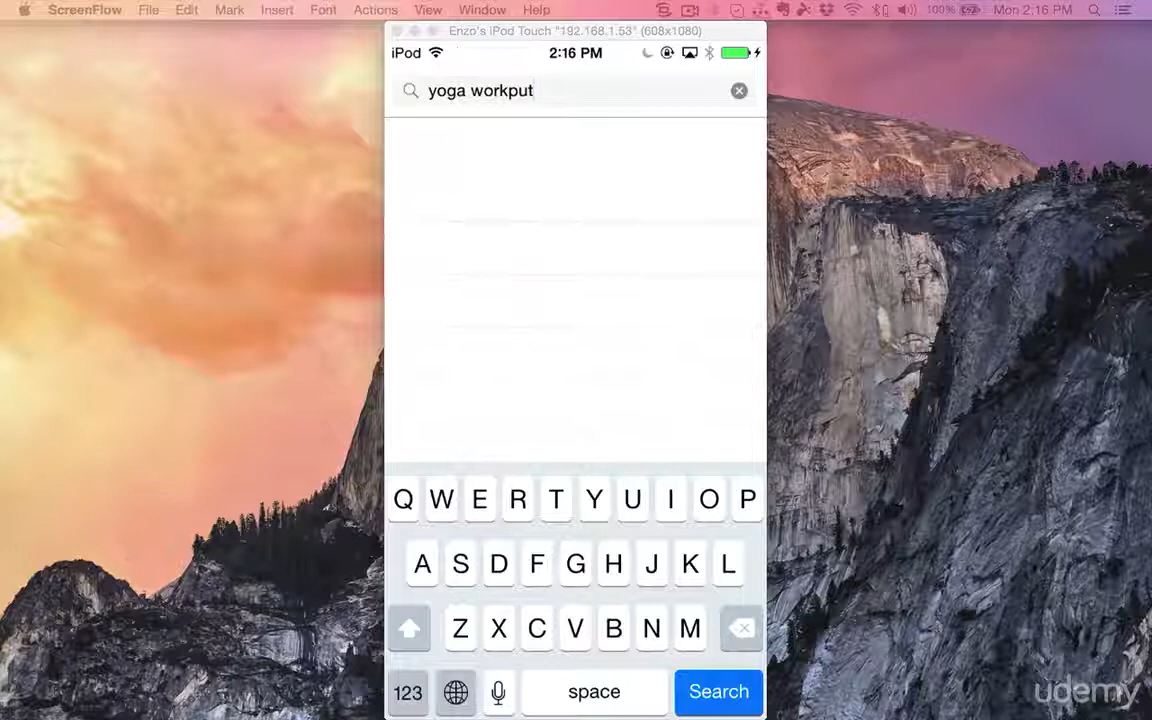 ScreenFlow File Edit Mark Insert Font Actions View Window Help 100% Mon 2:16 PM
Enzo's iPod Touch "192.168.1.53" (608x1080)
iPod 2:16 PM
yoga workput
Q W E R T Y U I O P
A S D F G H J K L
Z X C V B N M
123 space Search
udemy